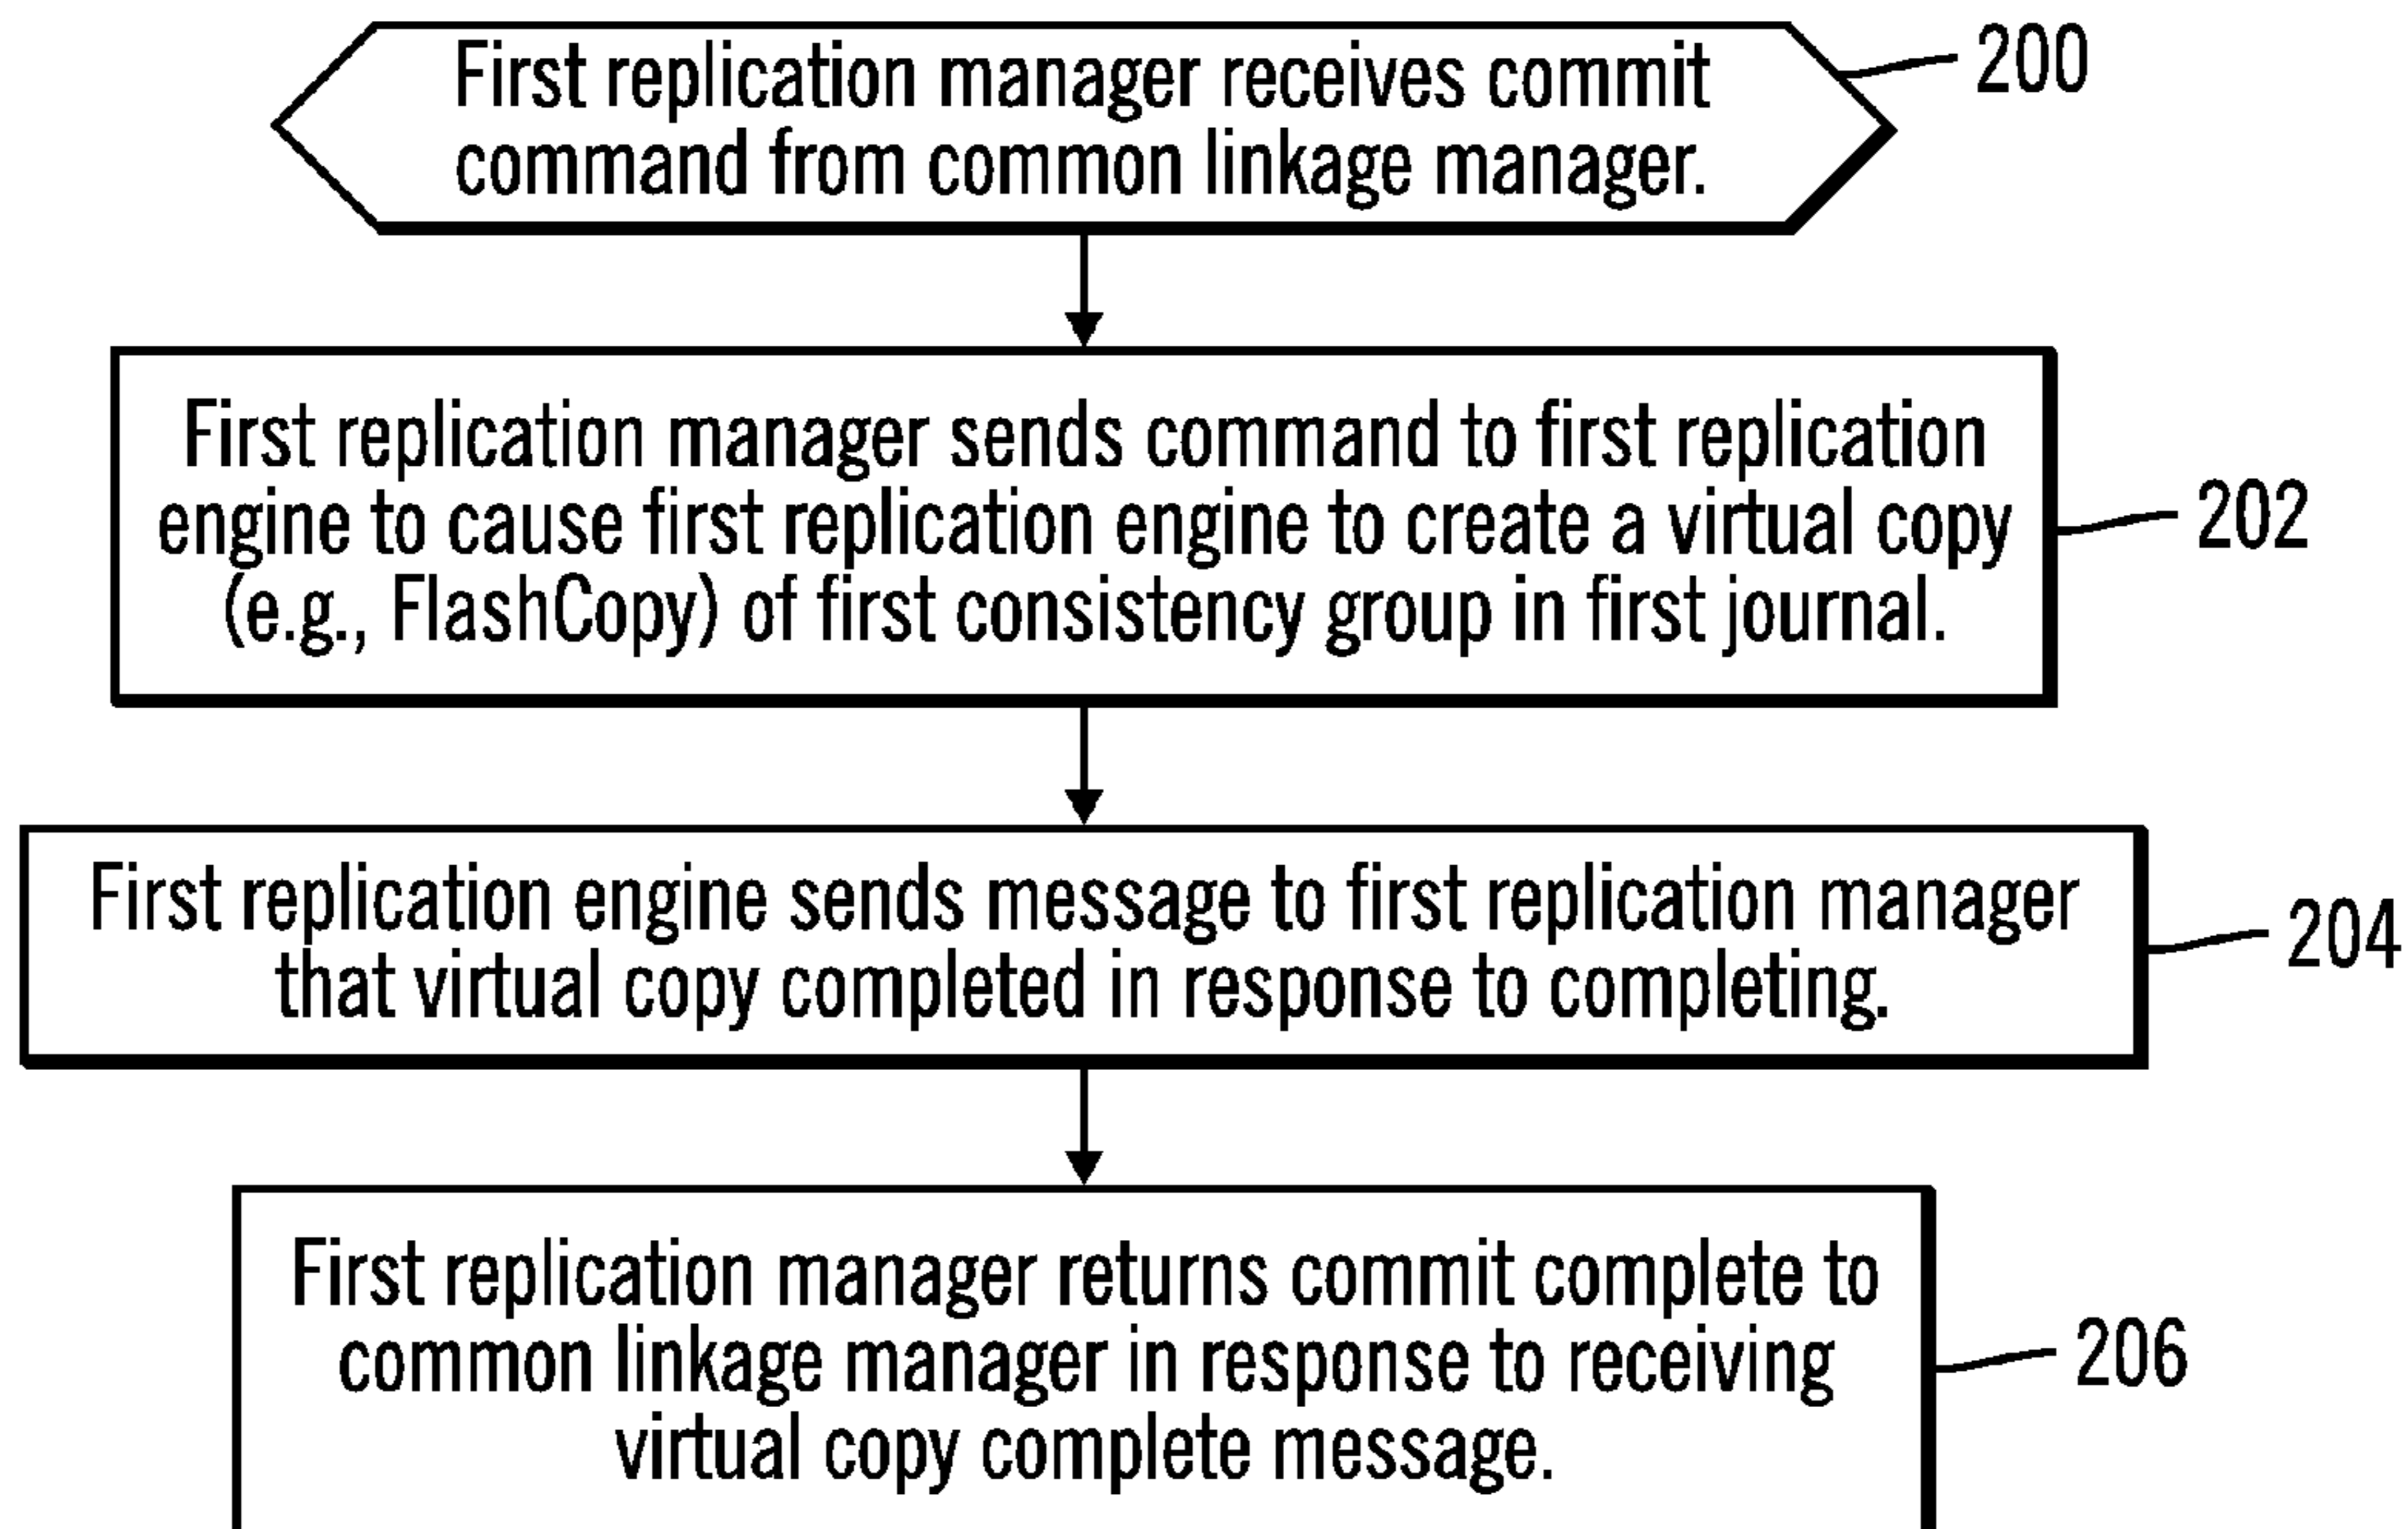 First replication manager receives commit
command from common linkage manager.
200
First replication manager sends command to first replication
engine to cause first replication engine to create a virtual copy
(e.g., FlashCopy) of first consistency group in first journal.
202
First replication engine sends message to first replication manager
that virtual copy completed in response to completing.
204
First replication manager returns commit complete to
common linkage manager in response to receiving
virtual copy complete message.
206